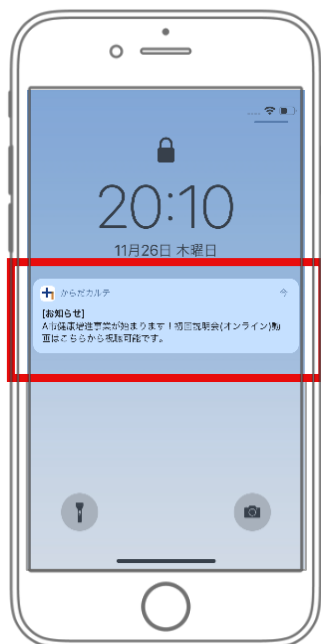 20:10
11月26日 木曜日
からだカルテ 今
[お知らせ]
A市健康増進事業が始まります！初回説明会(オンライン)動
画はこちらから視聴可能です。